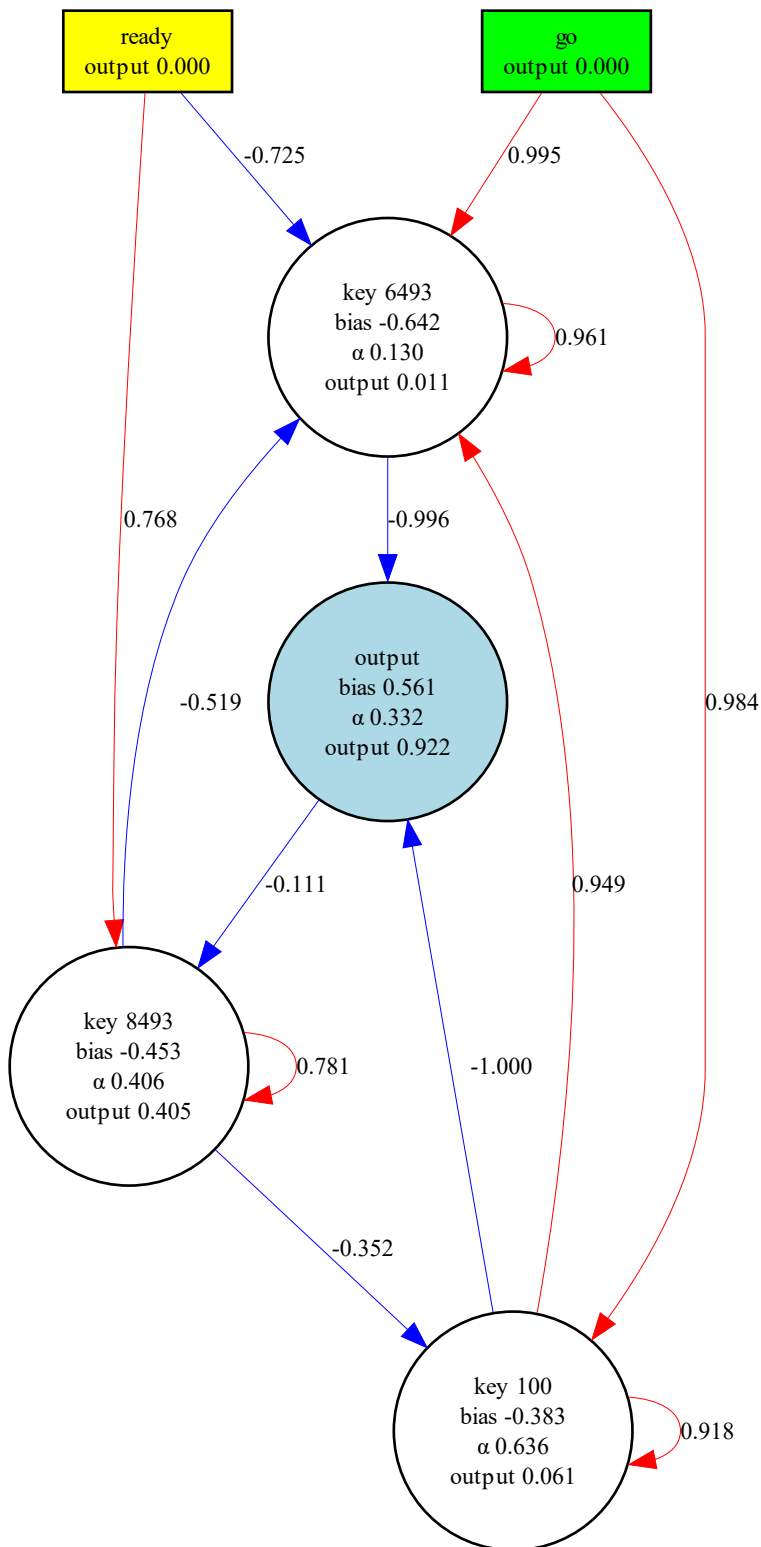 ready
output 0.000
go
output 0.000
-0.725
0.995
key 6493
bias -0.642
α 0.130
output 0.011
0.961
0.768
-0.996
-0.519
output
bias 0.561
α 0.332
output 0.922
0.984
-0.111
0.949
key 8493
bias -0.453
α 0.406
output 0.405
0.781
-1.000
-0.352
key 100
bias -0.383
α 0.636
output 0.061
0.918